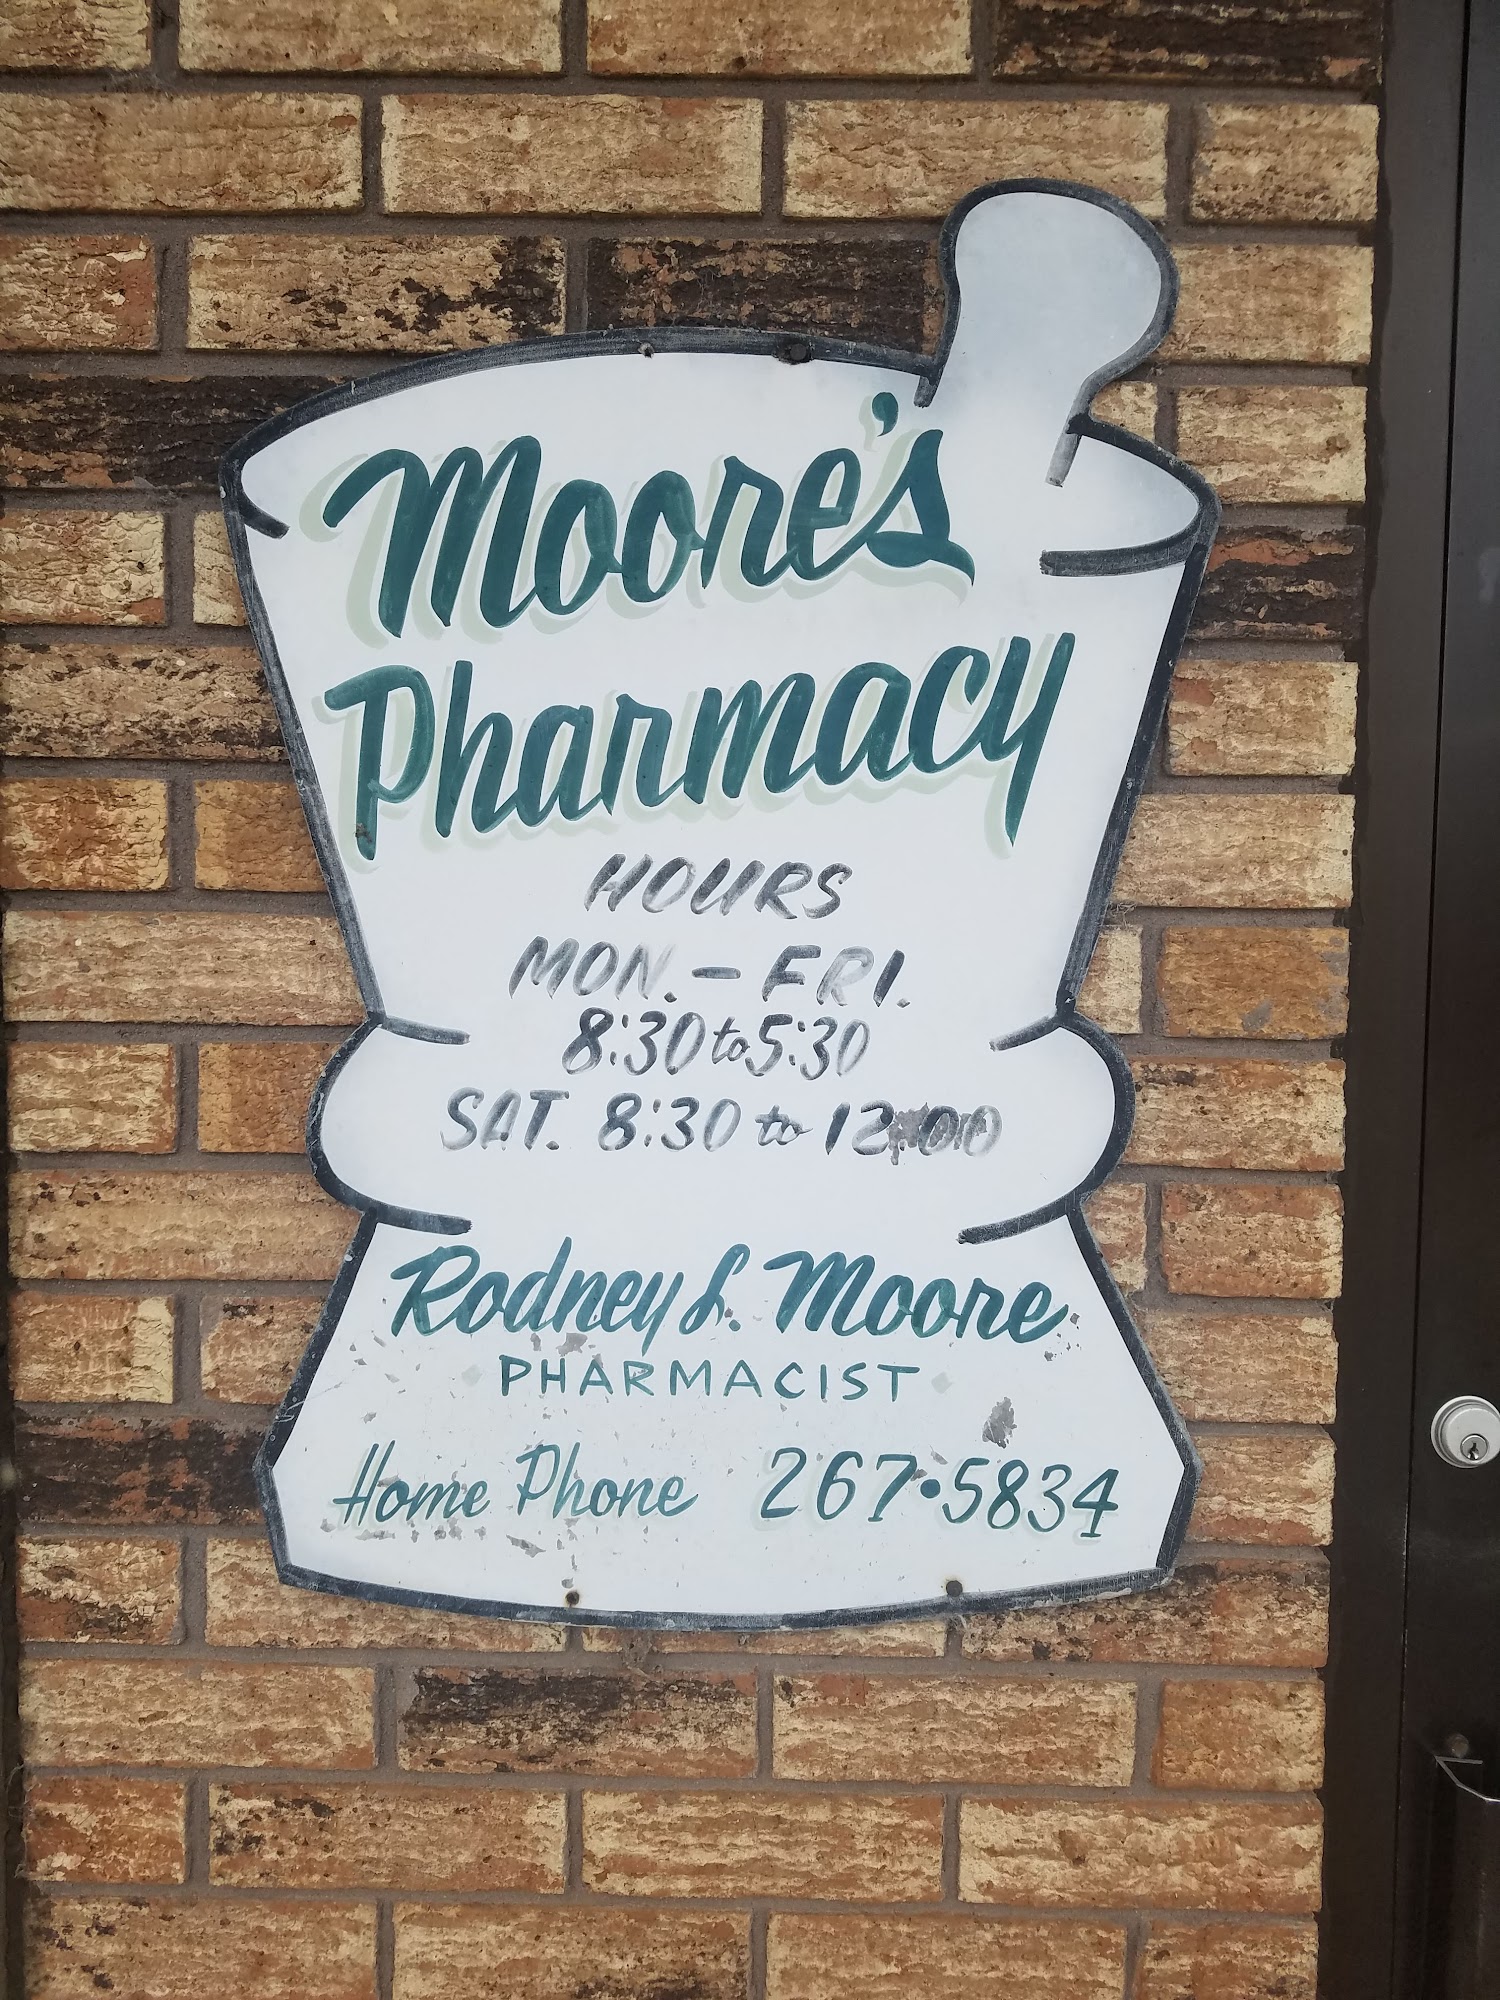 Moore's
Pharmacy
HOURS
MON. - FRI.
8:30 to 5:30
SAT. 8:30 to 12:00
Rodney L. Moore
PHARMACIST
Home Phone 267•5834